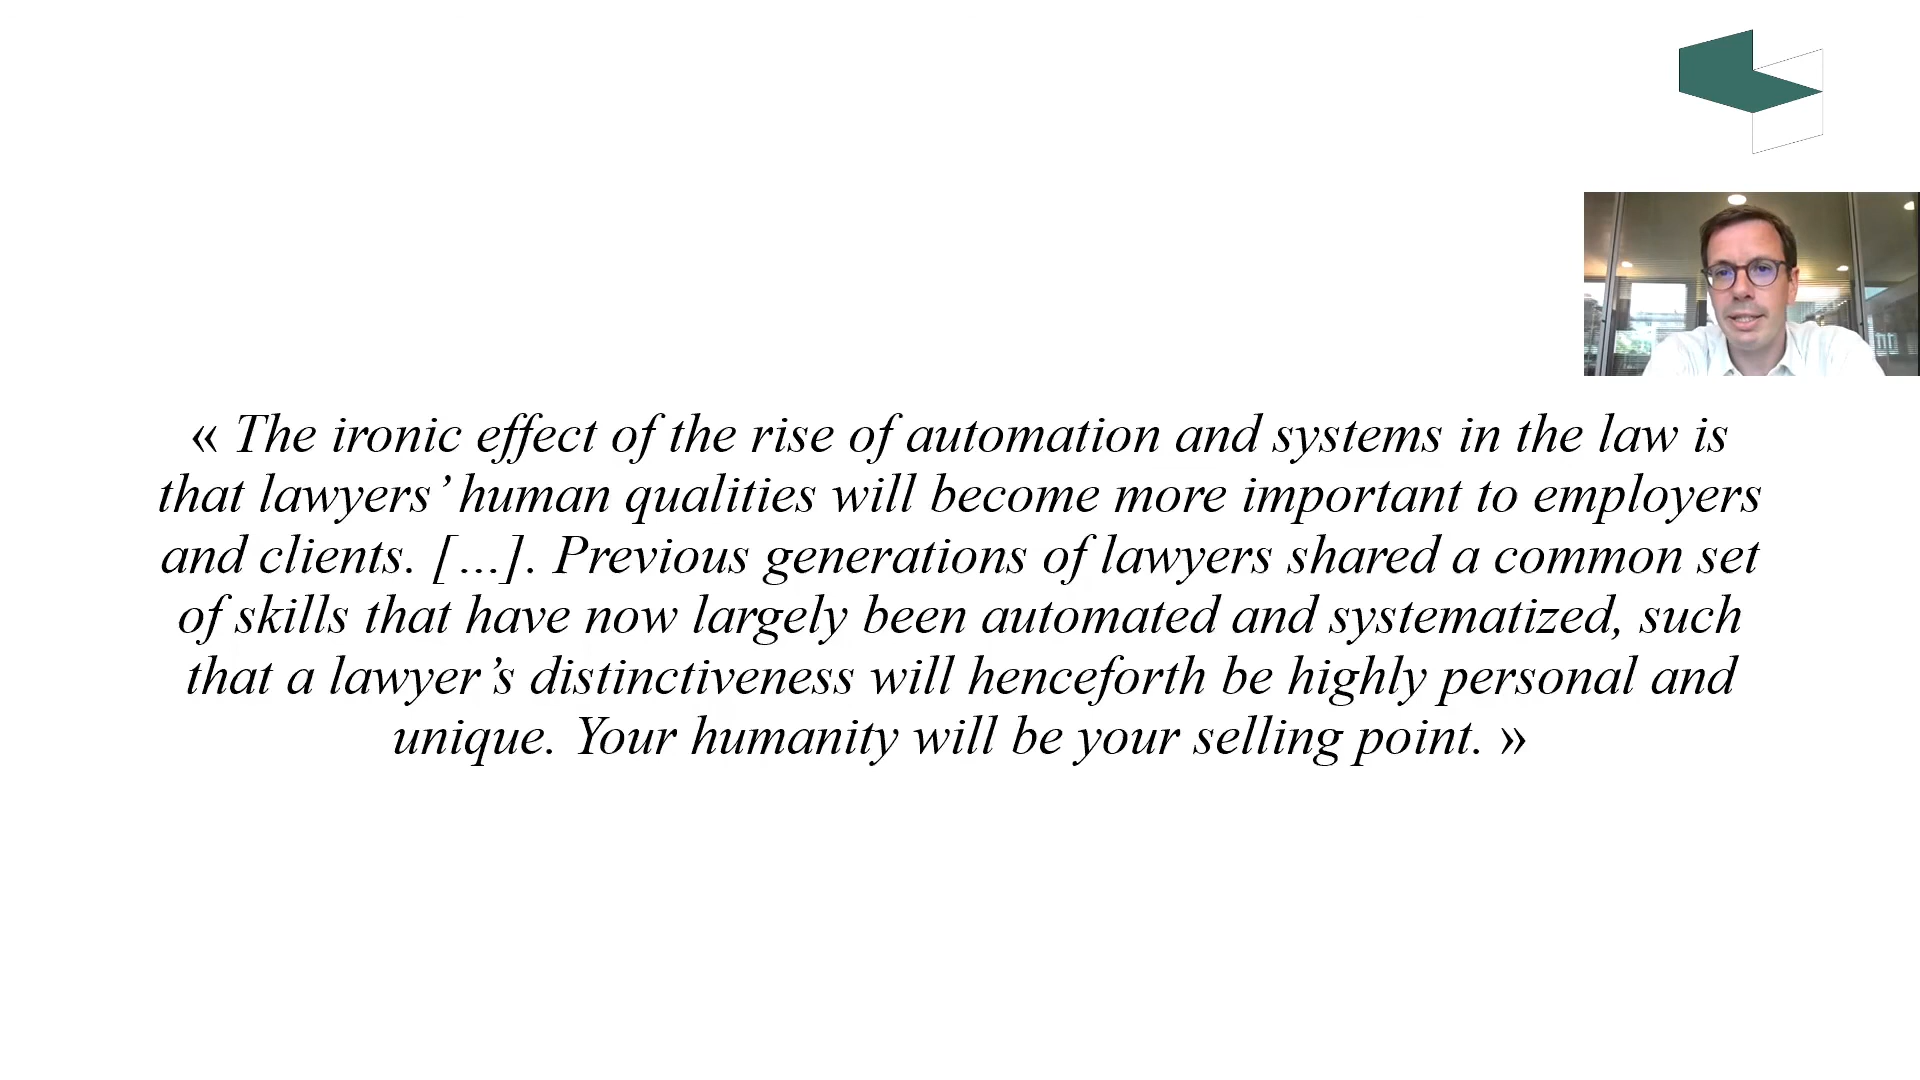 « The ironic effect of the rise of automation and systems in the law is
that lawyers’ human qualities will become more important to employers
and clients. […]. Previous generations of lawyers shared a common set
of skills that have now largely been automated and systematized, such
that a lawyer’s distinctiveness will henceforth be highly personal and
unique. Your humanity will be your selling point. »